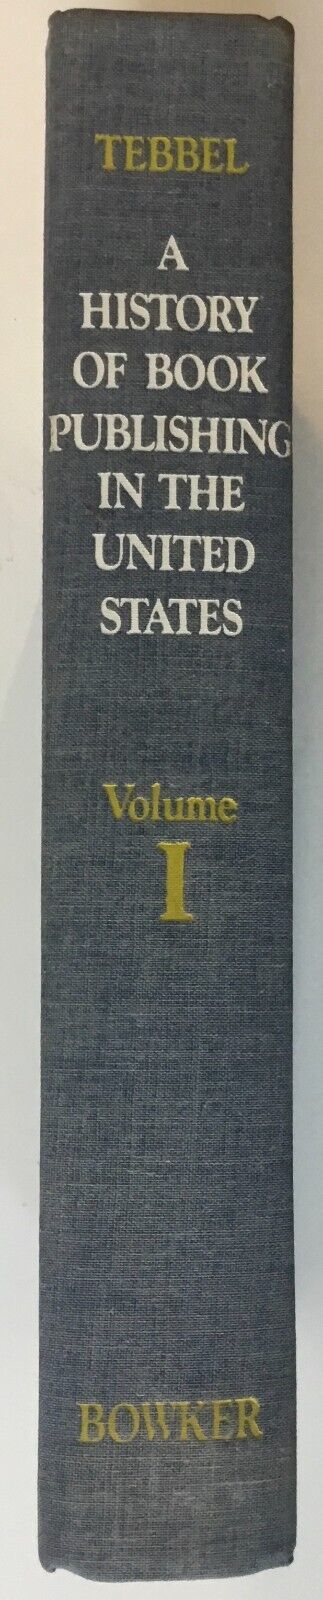 TEBBEL
A
HISTORY
OF BOOK
PUBLISHING
IN THE
UNITED
STATES
Volume
I
BOWKER